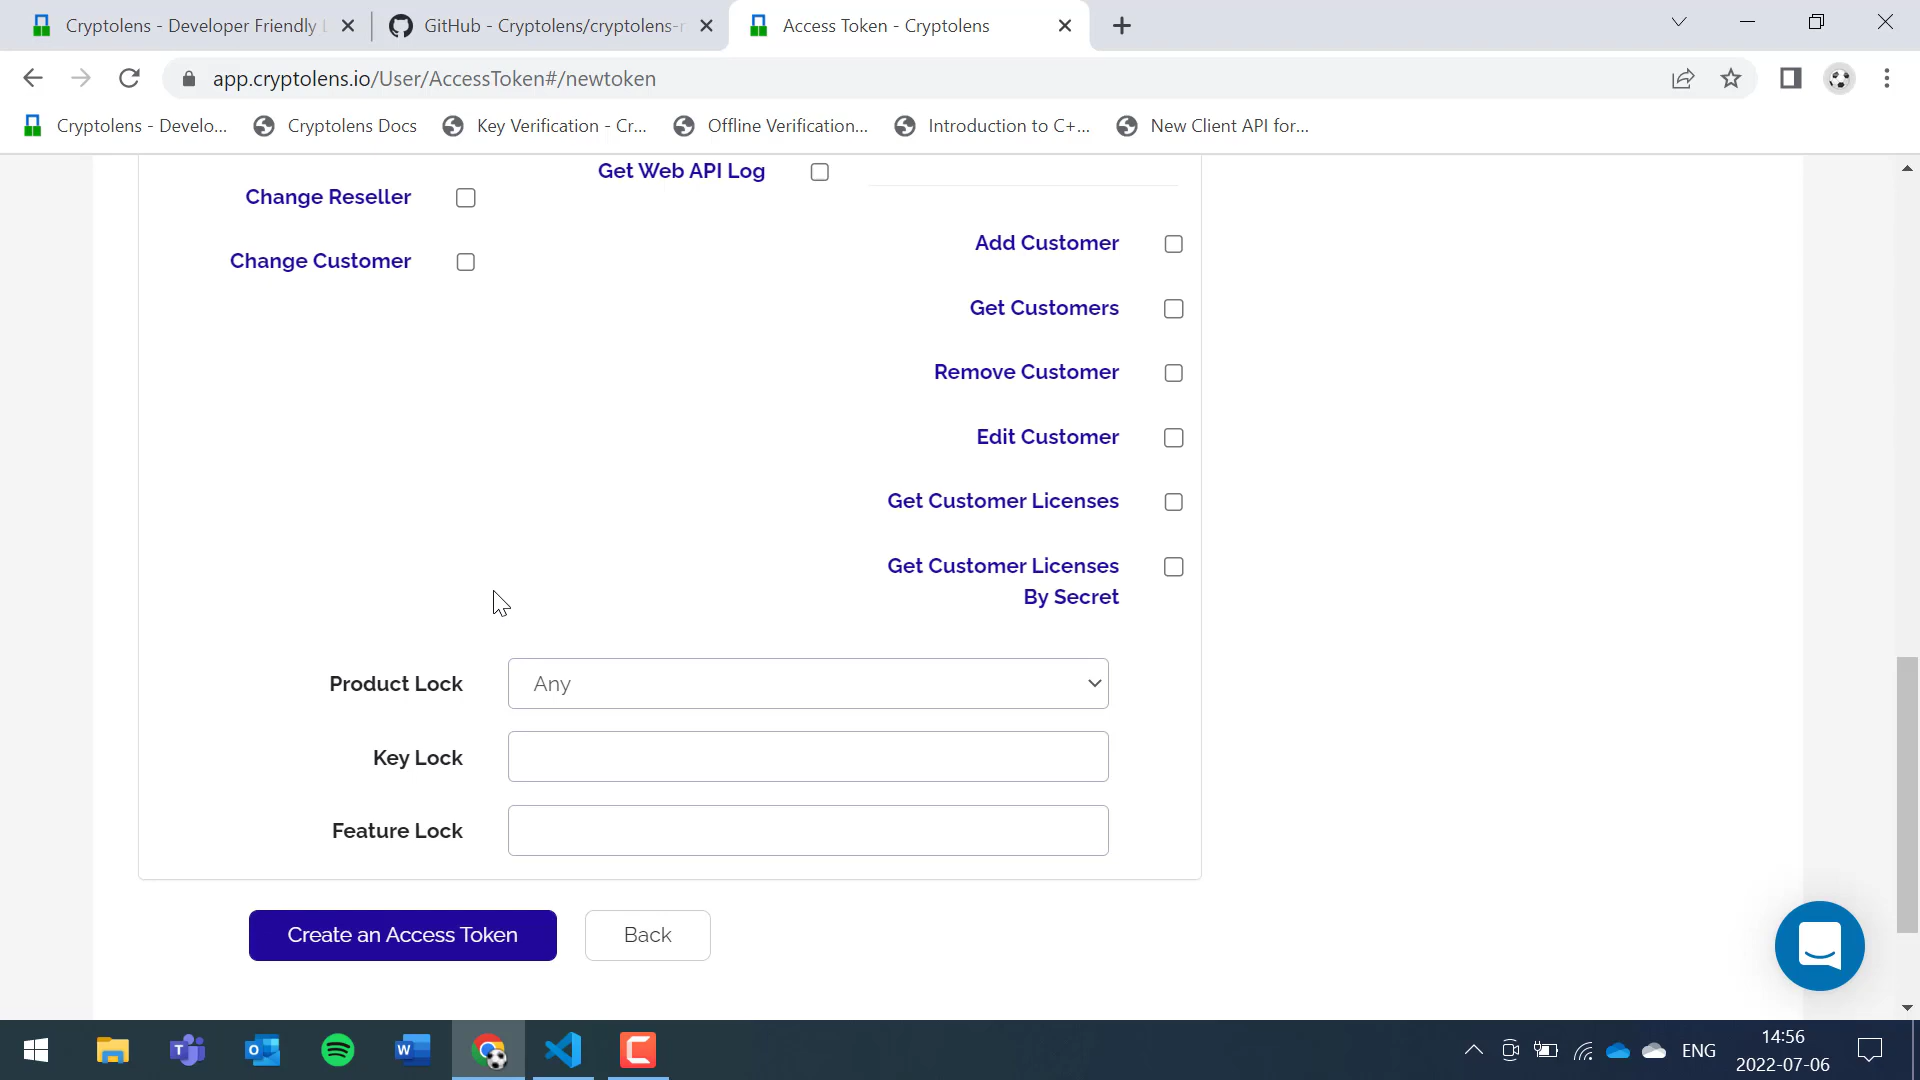 Cryptolens - Developer Friendly L
GitHub - Cryptolens/cryptolens-
Access Token - Cryptolens
app.cryptolens.io/User/AccessToken#/newtoken
Cryptolens - Develo...
Cryptolens Docs
Key Verification - Cr...
Offline Verification...
Introduction to C+...
New Client API for...
Get Web API Log
Change Reseller
Add Customer
Change Customer
Get Customers
Remove Customer
Edit Customer
Get Customer Licenses
Get Customer Licenses
By Secret
Product Lock
Any
Key Lock
Feature Lock
Create an Access Token
Back
ENG
14:56
2022-07-06